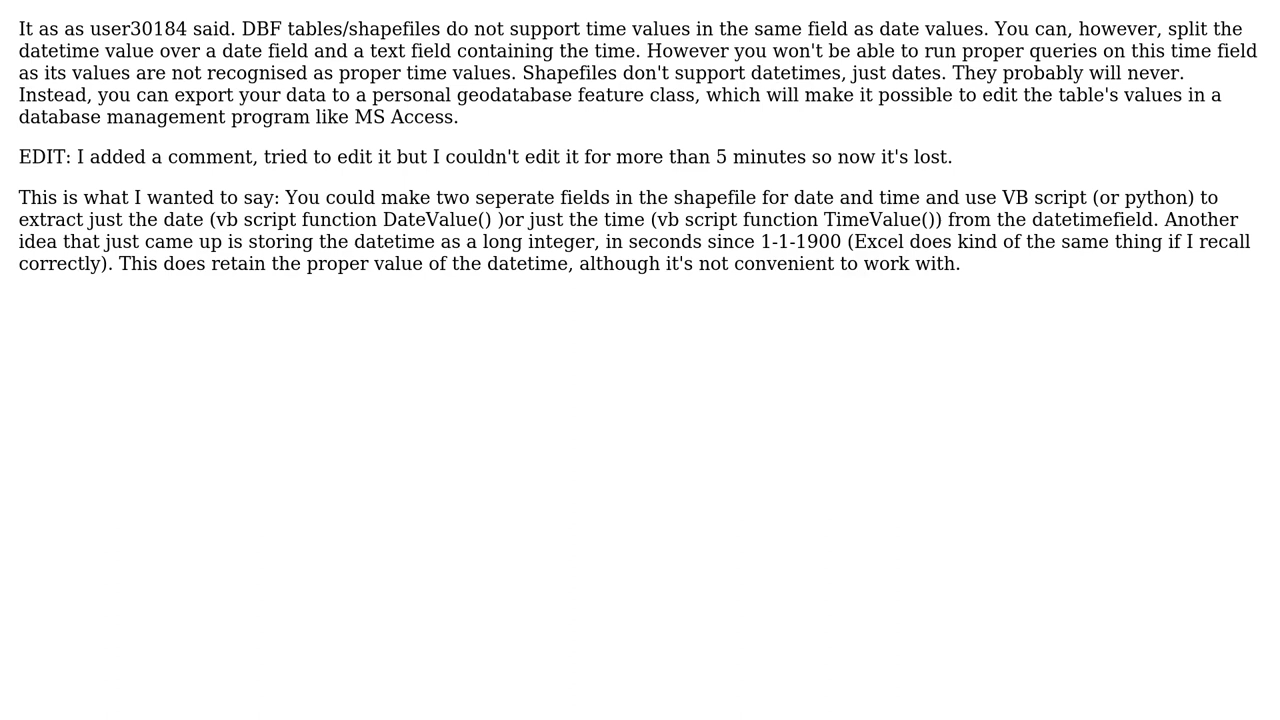 It as as user30184 said. DBF tables/shapefiles do not support time values in the same field as date values. You can, however, split the
datetime value over a date field and a text field containing the time. However you won't be able to run proper queries on this time field
as its values are not recognised as proper time values. Shapefiles don't support datetimes, just dates. They probably will never.
Instead, you can export your data to a personal geodatabase feature class, which will make it possible to edit the table's values in a
database management program like MS Access.
EDIT: I added a comment, tried to edit it but I couldn't edit it for more than 5 minutes so now it's lost.
This is what I wanted to say: You could make two seperate fields in the shapefile for date and time and use VB script (or python) to
extract just the date (vb script function DateValue() )or just the time (vb script function TimeValue()) from the datetimefield. Another
idea that just came up is storing the datetime as a long integer, in seconds since 1-1-1900 (Excel does kind of the same thing if I recall
correctly). This does retain the proper value of the datetime, although it's not convenient to work with.